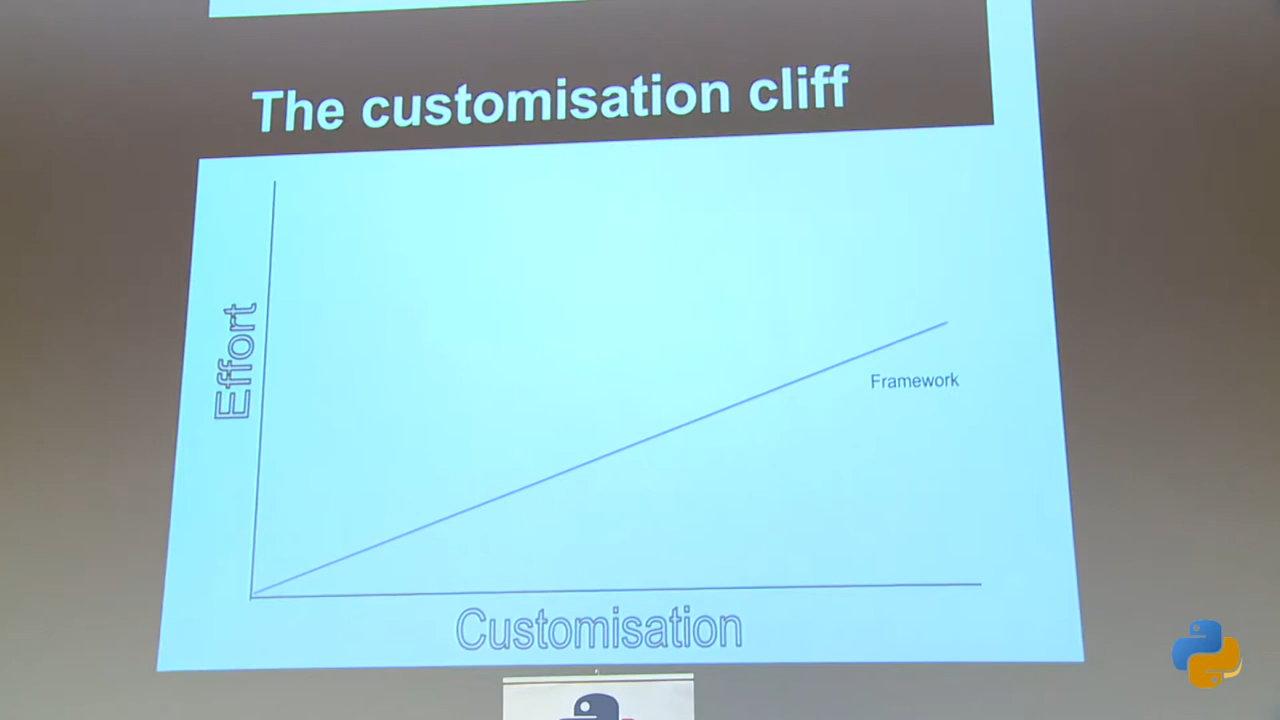 The customisation cliff
Effort
Framework
Customisation